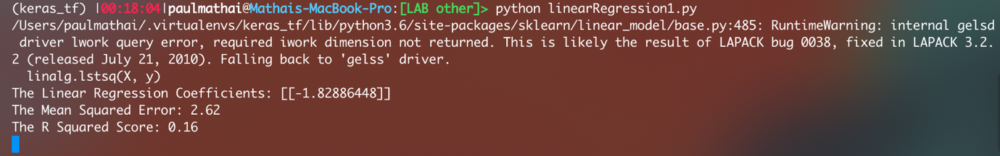 (keras_tf) |00:18:04|paulmathai@Mathais-MacBook-Pro:[LAB other]> python linearRegression1.py
/Users/paulmathai/.virtualenvs/keras_tf/lib/python3.6/site-packages/sklearn/linear_model/base.py:485: RuntimeWarning: internal gelsd
 driver lwork query error, required iwork dimension not returned. This is likely the result of LAPACK bug 0038, fixed in LAPACK 3.2.
2 (released July 21, 2010). Falling back to 'gelss' driver.
  linalg.lstsq(X, y)
The Linear Regression Coefficients: [[-1.82886448]]
The Mean Squared Error: 2.62
The R Squared Score: 0.16